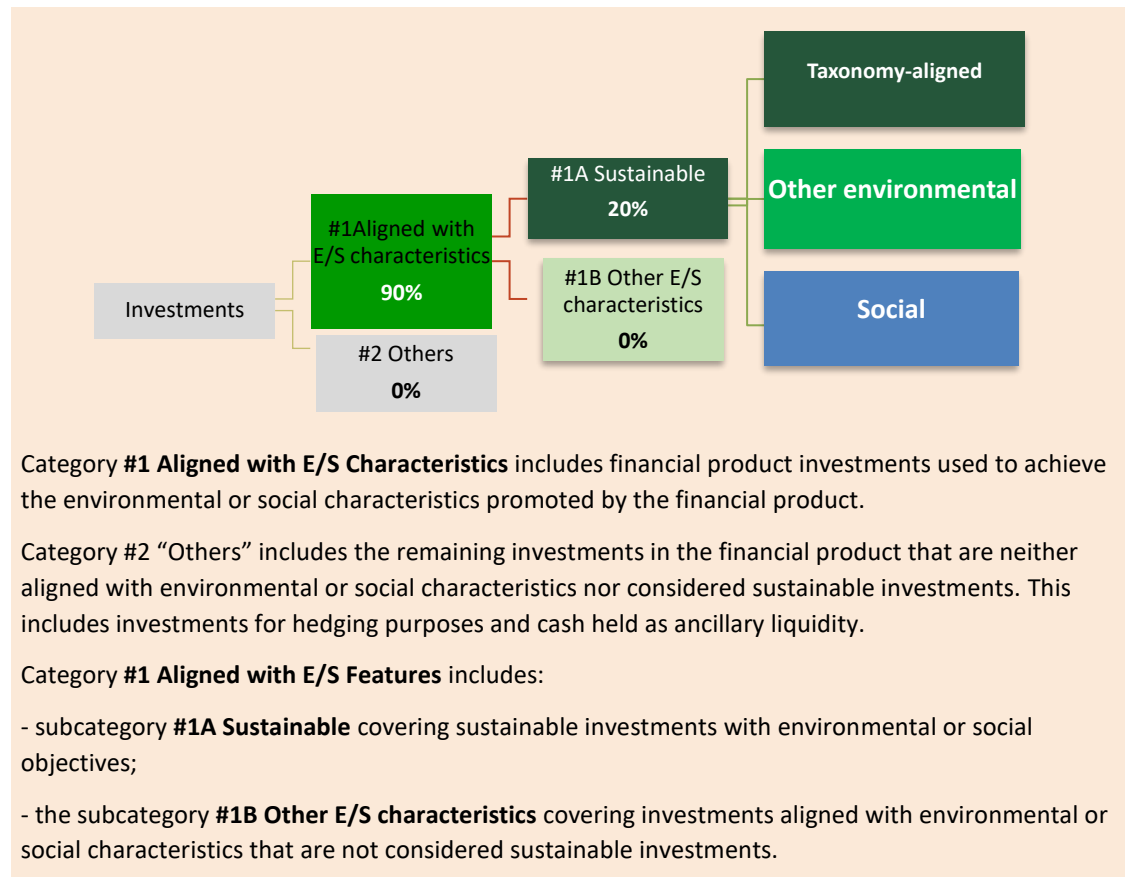 Taxonomy-aligned
#1A Sustainable
20%
Other environmental
#1Aligned with
E/S characteristics
90%
#1B Other E/S
characteristics
0%
Investments
Social
#2 Others
0%
Category #1 Aligned with E/S Characteristics includes financial product investments used to achieve
the environmental or social characteristics promoted by the financial product.
Category #2 “Others” includes the remaining investments in the financial product that are neither
aligned with environmental or social characteristics nor considered sustainable investments. This
includes investments for hedging purposes and cash held as ancillary liquidity.
Category #1 Aligned with E/S Features includes:
- subcategory #1A Sustainable covering sustainable investments with environmental or social
objectives;
- the subcategory #1B Other E/S characteristics covering investments aligned with environmental or
social characteristics that are not considered sustainable investments.